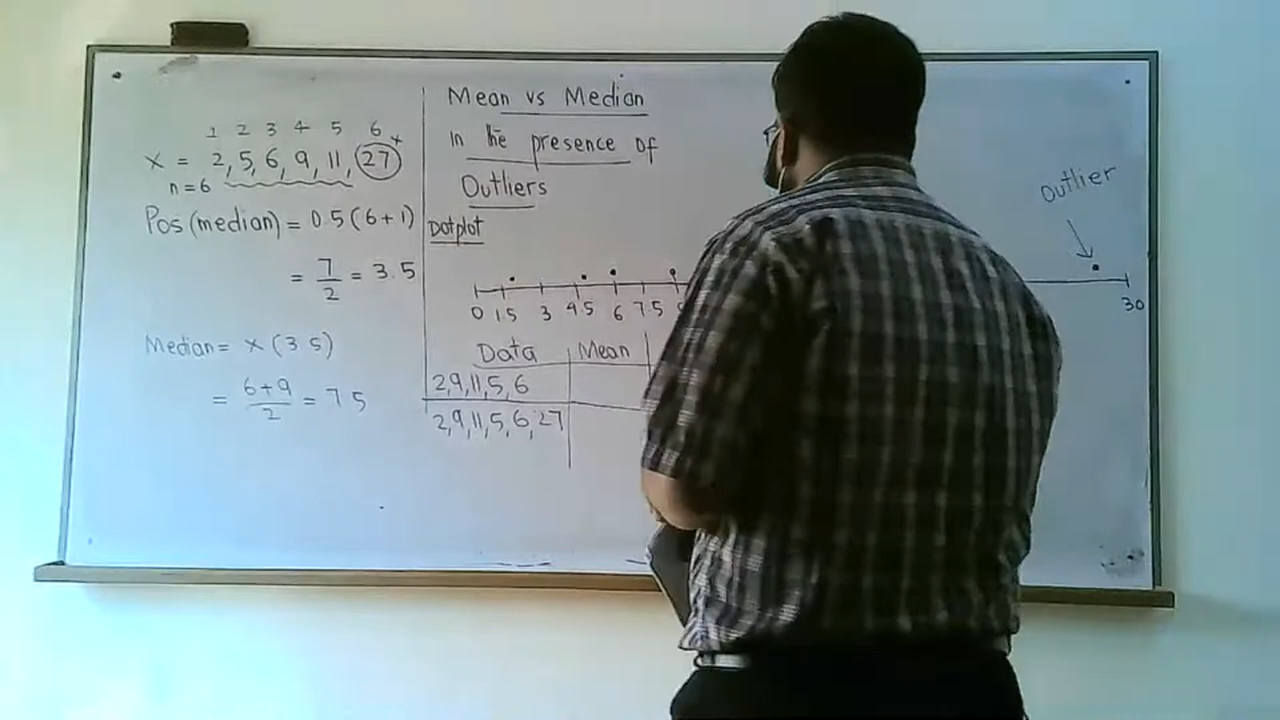 1 2 3 4 5 6
x = 2, 5, 6, 9, 11, 27
n = 6
Pos (median) = 0.5 (6+1)
= 7/2 = 3.5
Median = x (3 5)
= 6+9/2 = 7 5
Mean vs Median
In the presence of
Outliers
Dotplot
Outlier
0 1.5 3 4.5 6 7.5 30
Data Mean
2,9,11,5,6
2,9,11,5,6,27